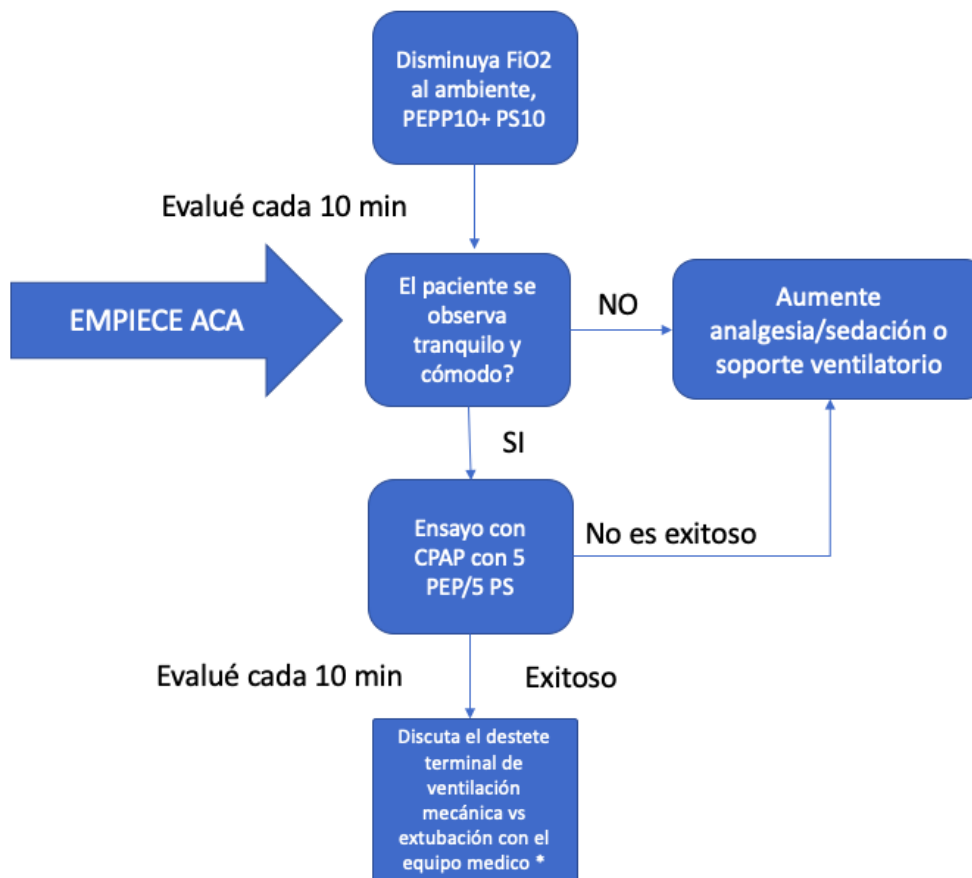 Disminuya FiO2
al ambiente,
PEPP10+ PS10
Evalué cada 10 min
EMPIECE ACA
El paciente se
observa
tranquilo y
cómodo?
NO
Aumente
analgesia/sedación o
soporte ventilatorio
SI
Ensayo con
CPAP con 5
PEP/5 PS
No es exitoso
Evalué cada 10 min
Exitoso
Discuta el destete
terminal de
ventilación
mecánica vs
extubación con el
equipo medico *